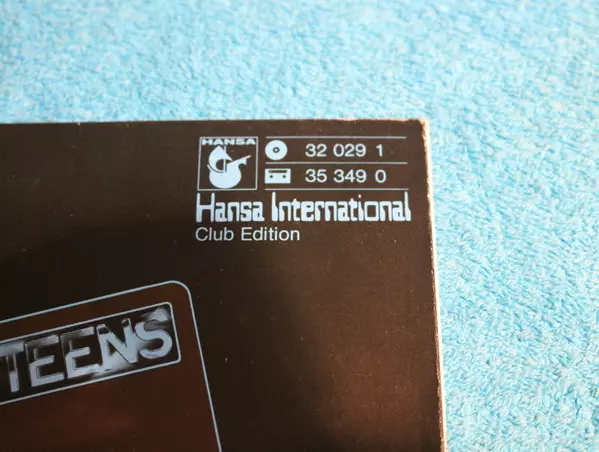 HANSA
32 029 1
35 349 0
Hansa International
Club Edition
TEENS